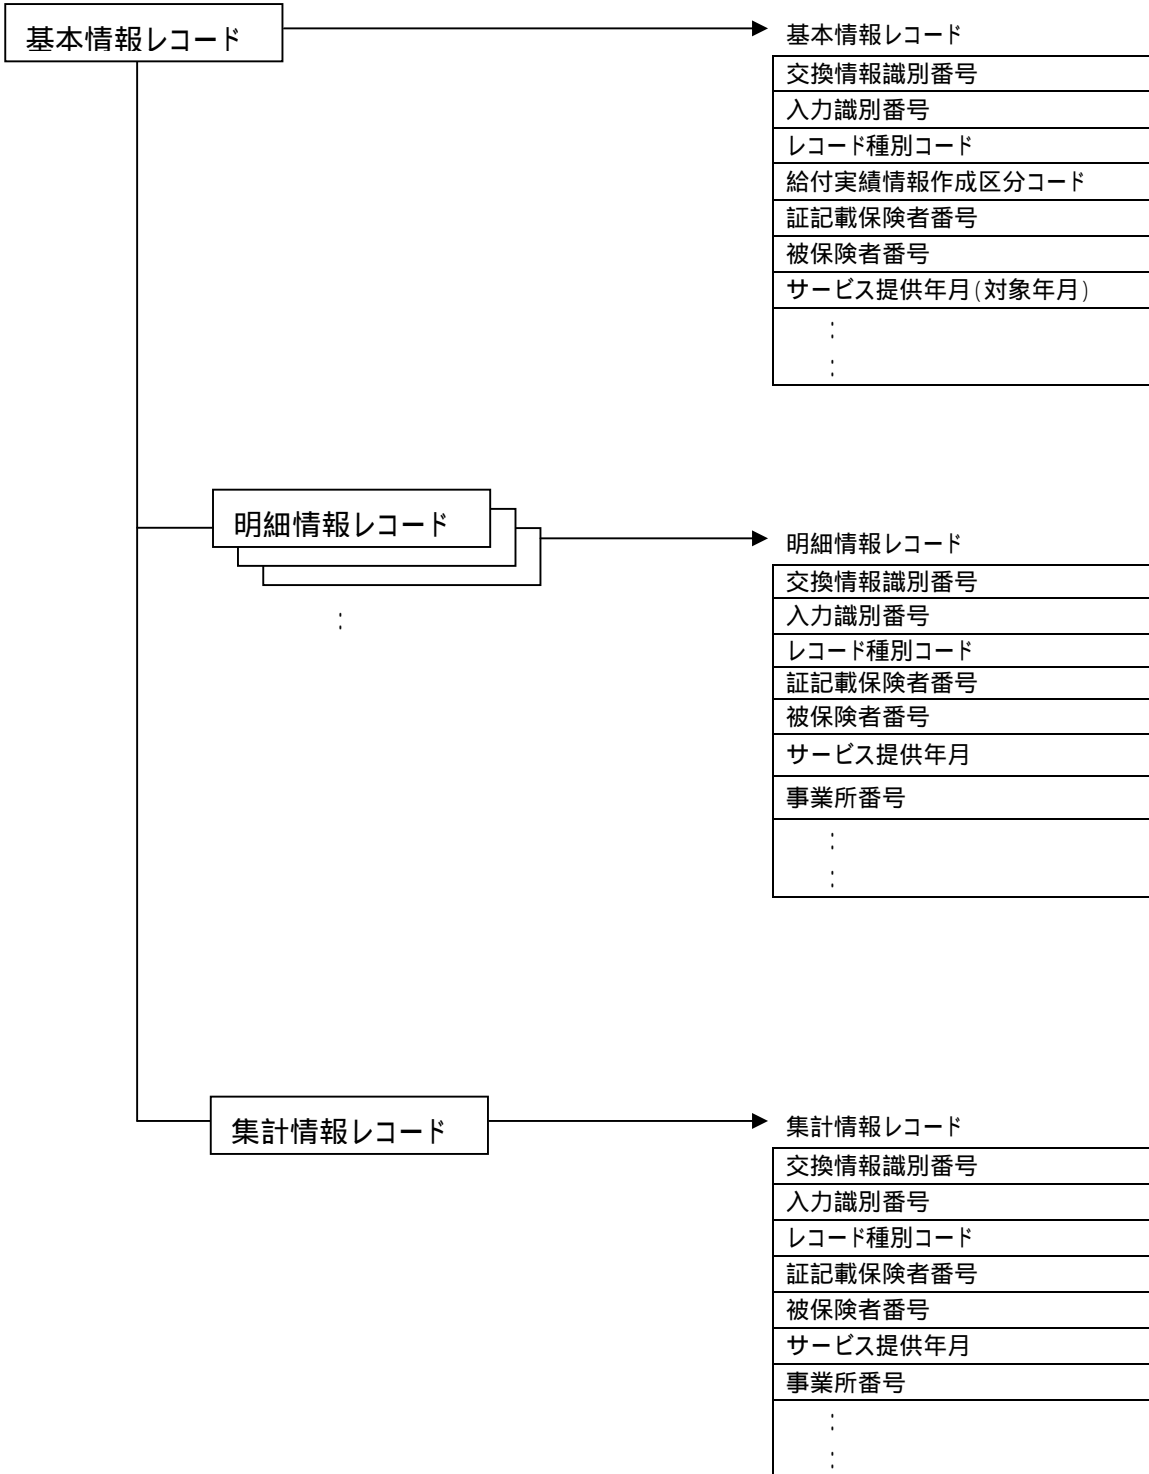 基本情報レコード
基本情報レコード
交換情報識別番号
入力識別番号
レコード種別コード
給付実績情報作成区分コード
証記載保険者番号
被保険者番号
サービス提供年月(対象年月)
:
:
明細情報レコード
:
明細情報レコード
交換情報識別番号
入力識別番号
レコード種別コード
証記載保険者番号
被保険者番号
サービス提供年月
事業所番号
:
:
集計情報レコード
集計情報レコード
交換情報識別番号
入力識別番号
レコード種別コード
証記載保険者番号
被保険者番号
サービス提供年月
事業所番号
:
: